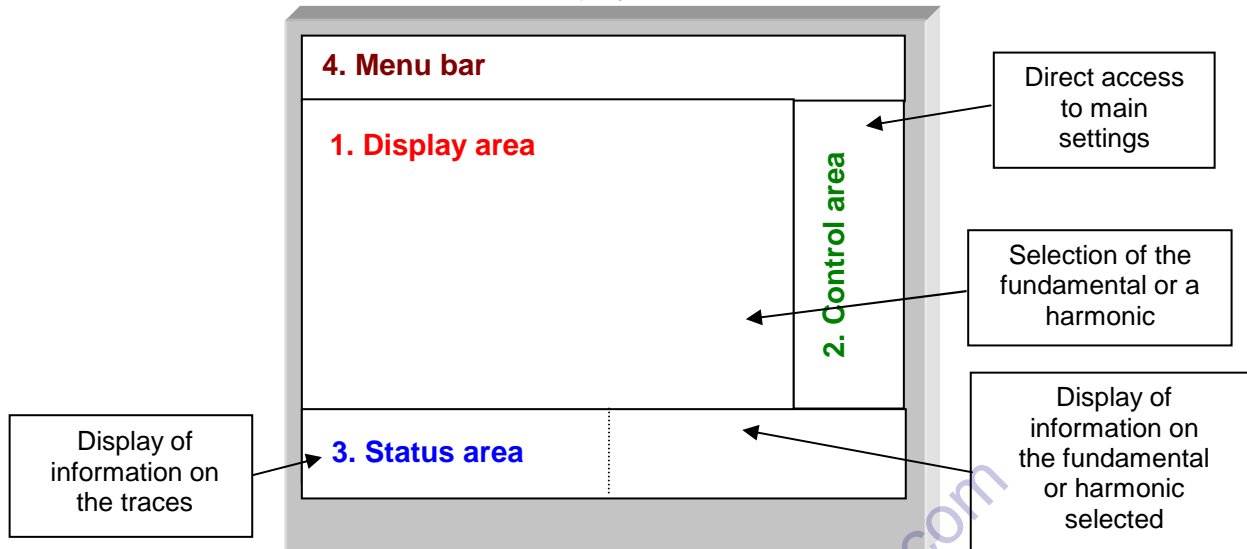 4. Menu bar
1. Display area
2. Control area
3. Status area
Direct access
to main
settings
Selection of the
fundamental or a
harmonic
Display of
information on
the fundamental
or harmonic
selected
Display of
information on
the traces
com